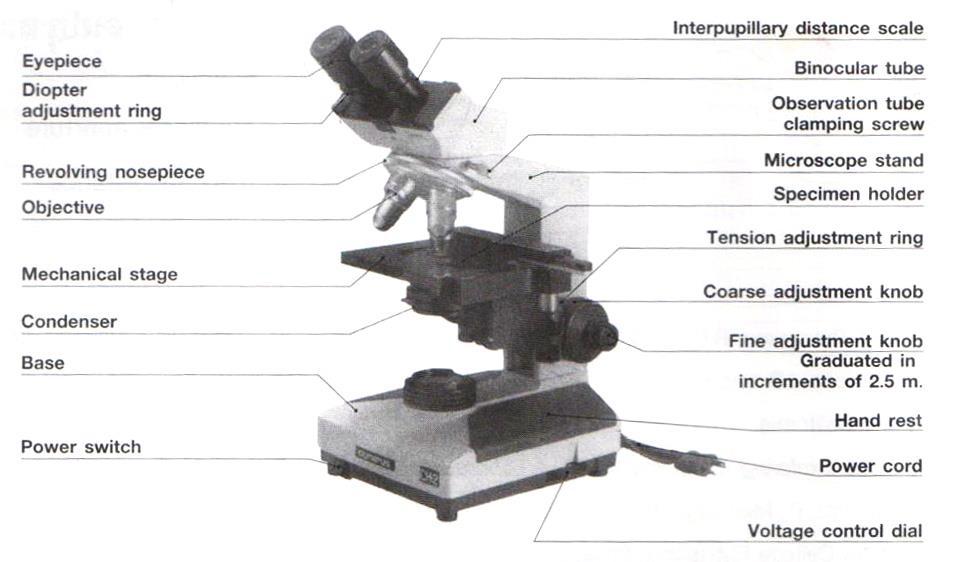 Eyepiece
Diopter
adjustment ring
Revolving nosepiece
Objective
Mechanical stage
Condenser
Base
Power switch
Interpupillary distance scale
Binocular tube
Observation tube
clamping screw
Microscope stand
Specimen holder
Tension adjustment ring
Coarse adjustment knob
Fine adjustment knob
Graduated in
increments of 2.5 m.
Hand rest
Power cord
Voltage control dial
OLYMPUS